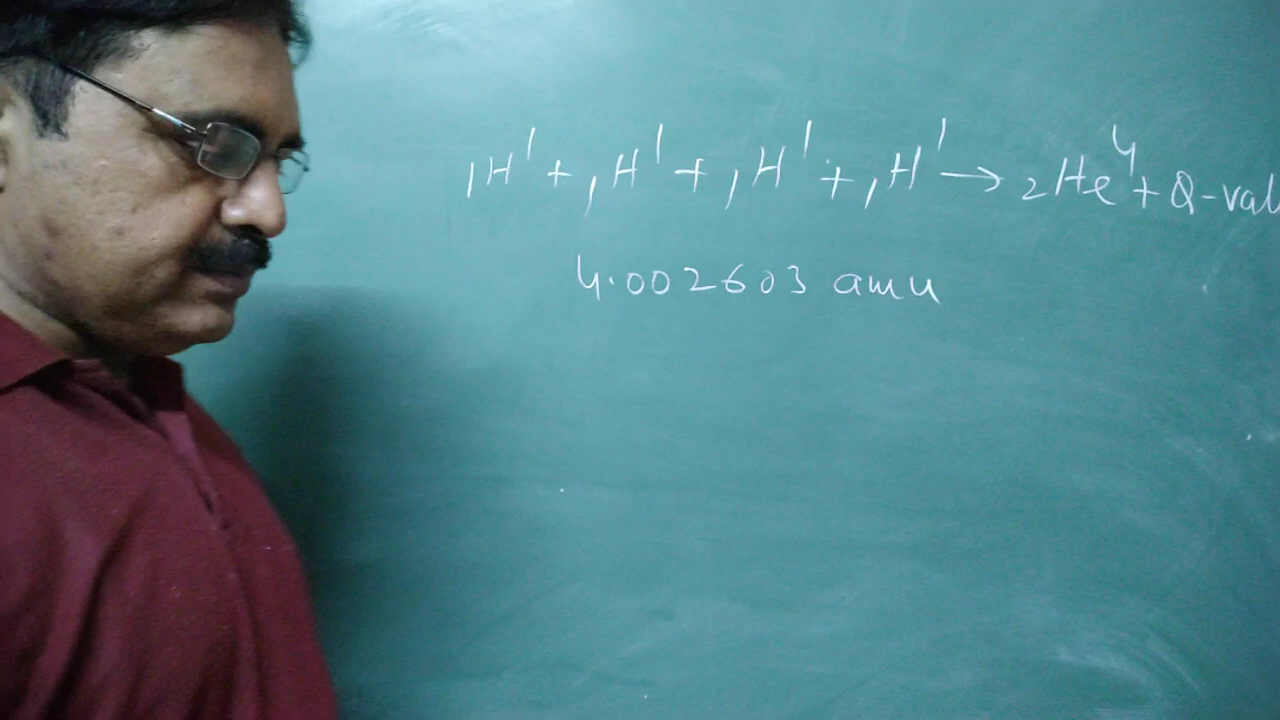 ₁H¹ + ₁H¹ + ₁H¹ + ₁H¹ → ₂He⁴ + Q-val
4.002603 amu